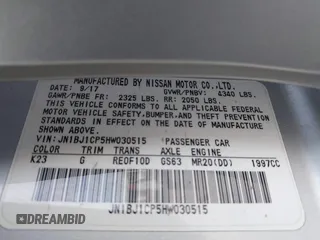 MANUFACTURED BY NISSAN MOTOR CO.,LTD.
DATE: 9/17 GVWR/PNBV: 4340 LBS.
GAWR/PNBE FR: 2325 LBS. RR: 2050 LBS.
THIS VEHICLE CONFORMS TO ALL APPLICABLE FEDERAL
MOTOR VEHICLE SAFETY, BUMPER, AND THEFT
PREVENTION STANDARDS IN EFFECT ON THE DATE OF
MANUFACTURE SHOWN ABOVE.
VIN: JN1BJ1CP5HW030515 PASSENGER CAR
COLOR TRIM TRANS AXLE ENGINE
K23 G RE0F10D GS63 MR20(DD) 1997CC
JN1BJ1CP5HW030515
DREAMBID